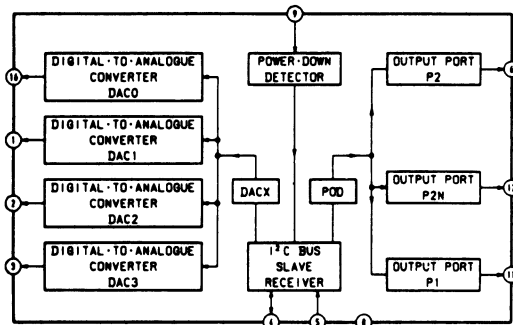 9
DIGITAL-TO-ANALOGUE
CONVERTER
DAC0
16
POWER-DOWN
DETECTOR
OUTPUT PORT
P2
6
DIGITAL-TO-ANALOGUE
CONVERTER
DAC1
1
DIGITAL-TO-ANALOGUE
CONVERTER
DAC2
2
DACX
POD
OUTPUT PORT
P2N
DIGITAL-TO-ANALOGUE
CONVERTER
DAC3
3
I²C BUS
SLAVE
RECEIVER
OUTPUT PORT
P1
11
4
5
8